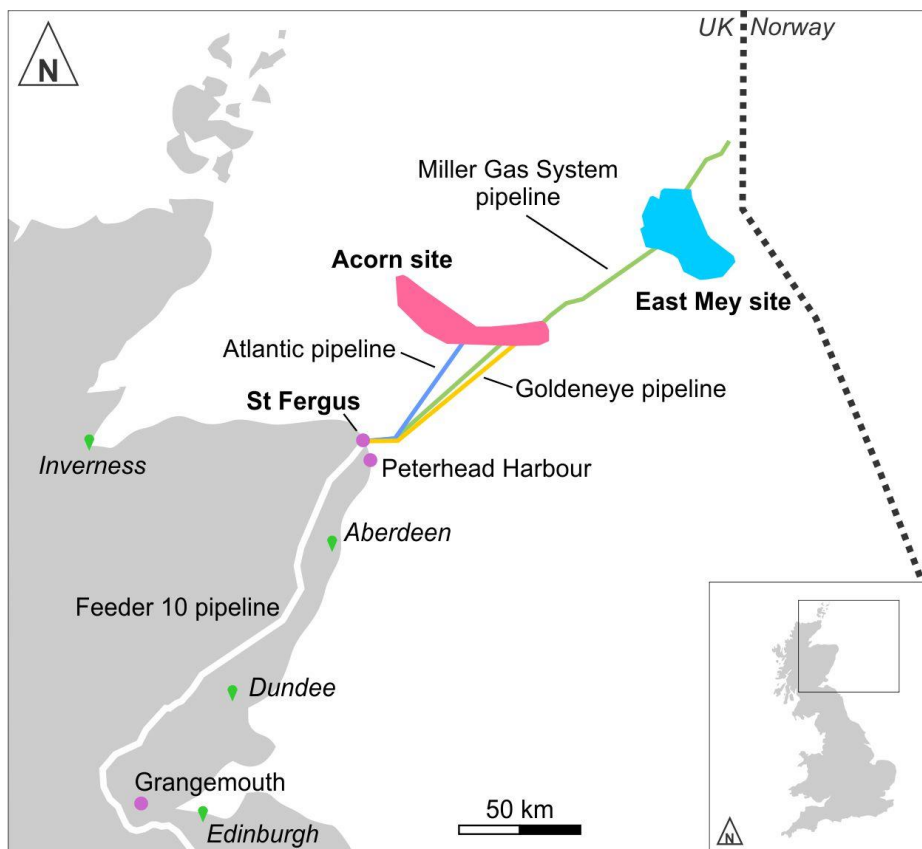 N
UK Norway
Miller Gas System
pipeline
Acorn site
East Mey site
Atlantic pipeline
Goldeneye pipeline
St Fergus
Inverness
Peterhead Harbour
Aberdeen
Feeder 10 pipeline
Dundee
Grangemouth
50 km
Edinburgh
N